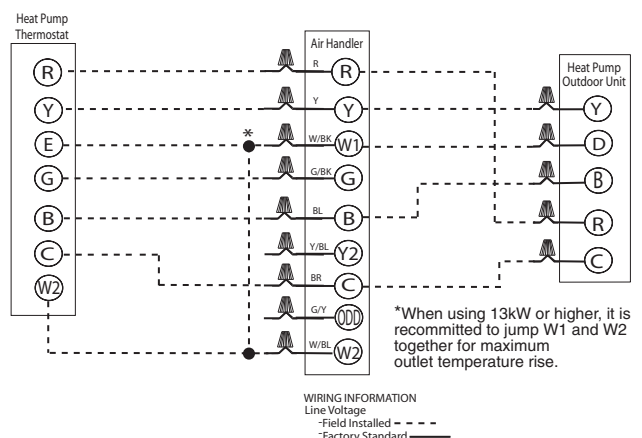 Heat Pump
Thermostat
Air Handler
Heat Pump
Outdoor Unit
R
R
R
Y
Y
Y
Y
E
*
W/BK
W1
D
G
G/BK
G
B
B
BL
B
R
Y/BL
Y2
C
BR
C
C
W2
G/Y
ODD
W/BL
W2
*When using 13kW or higher, it is
recommitted to jump W1 and W2
together for maximum
outlet temperature rise.
WIRING INFORMATION
Line Voltage
-Field Installed
-Factory Standard